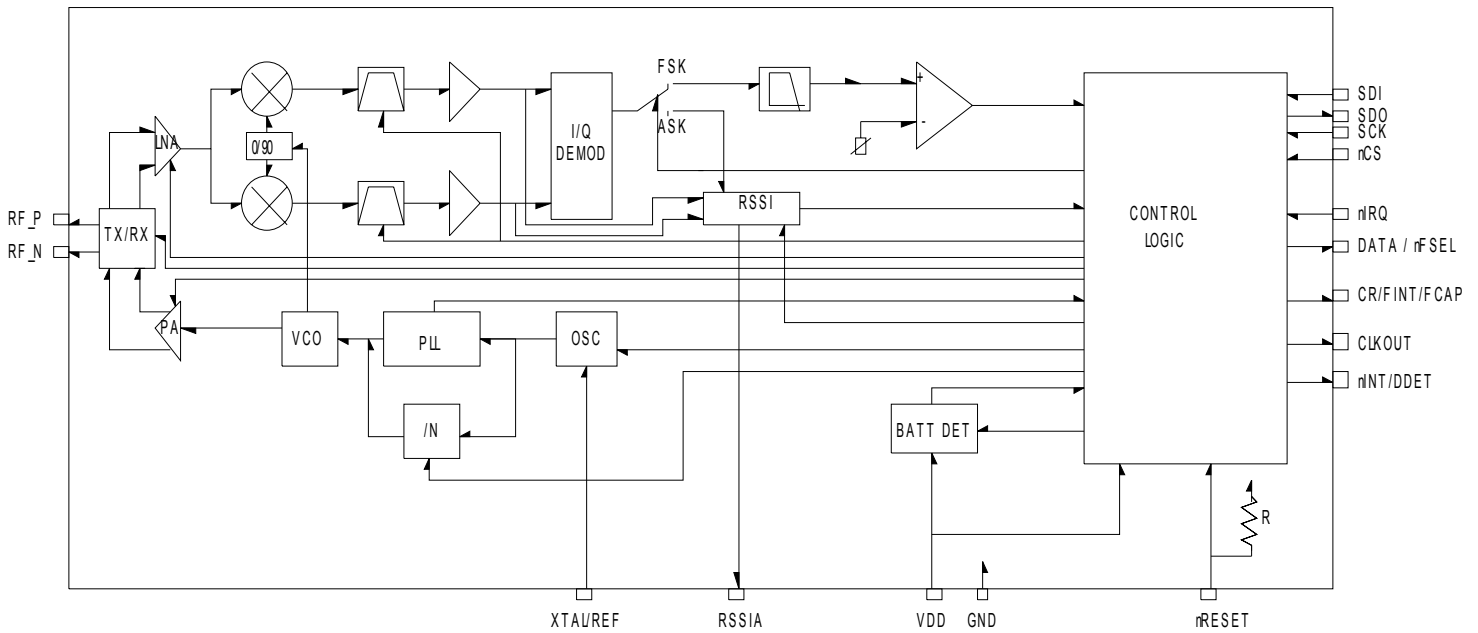 FSK
ASK
+
-
LNA
0/90
I/Q
DEMOD
RSSI
CONTROL
LOGIC
SDI
SDO
SCK
nCS
nIRQ
DATA / nFSEL
CR/FINT/FCAP
CLKOUT
nINT/DDET
RF_P
RF_N
TX/RX
PA
VCO
PLL
OSC
/N
BATT DET
R
XTAL/REF
RSSIA
VDD
GND
nRESET